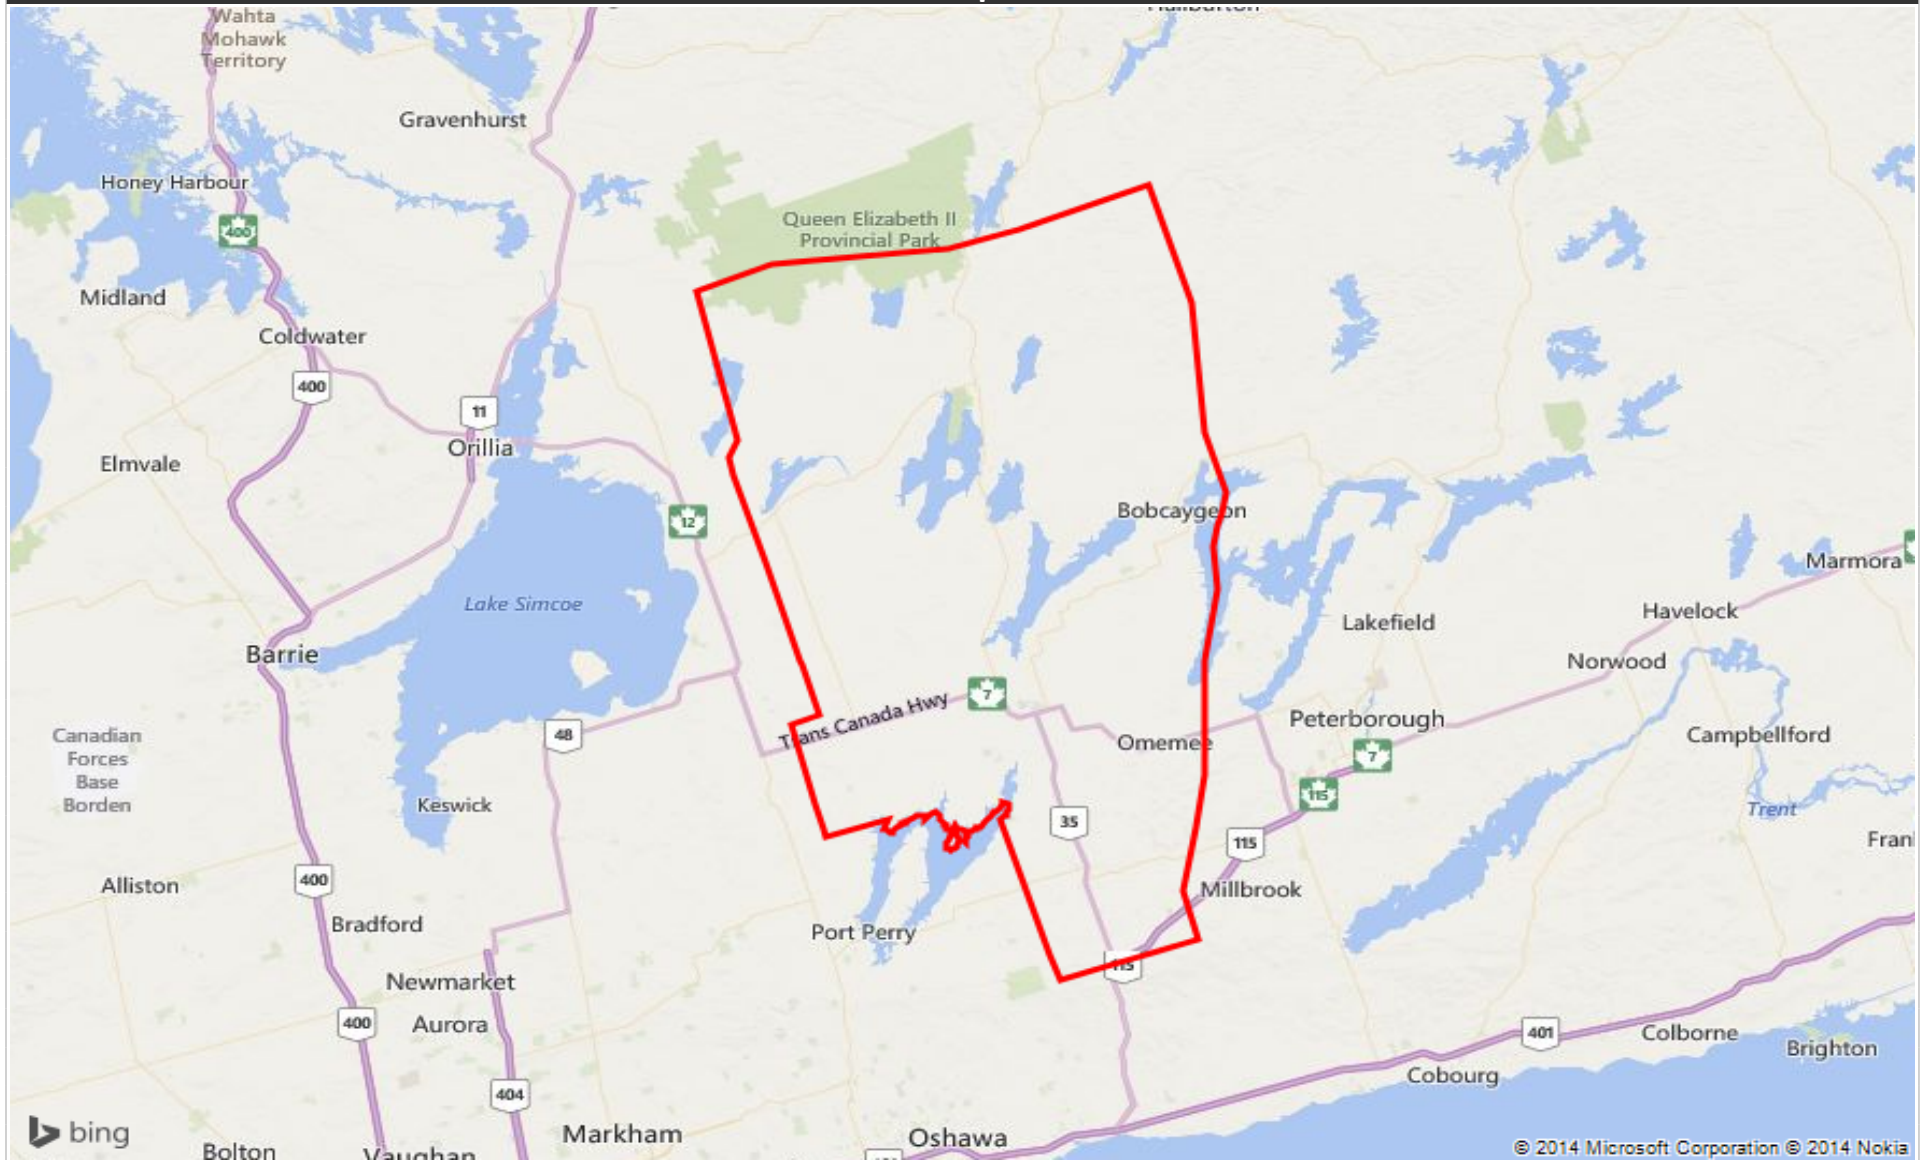 Haliburton
Wahta
Mohawk
Territory
Gravenhurst
Honey Harbour
400
Queen Elizabeth II
Provincial Park
Midland
Coldwater
400
11
Orillia
Elmvale
12
Bobcaygeon
Marmora
Lake Simcoe
Havelock
Lakefield
Barrie
Norwood
7
Trans Canada Hwy
Peterborough
48
Canadian
Forces
Base
Borden
Omemee
Campbellford
7
115
Keswick
Trent
35
115
Fran
Alliston
400
Millbrook
Bradford
Port Perry
115
Newmarket
400
Aurora
401
Colborne
Brighton
Cobourg
404
bing
Markham
Oshawa
Bolton
Vaughan
© 2014 Microsoft Corporation © 2014 Nokia